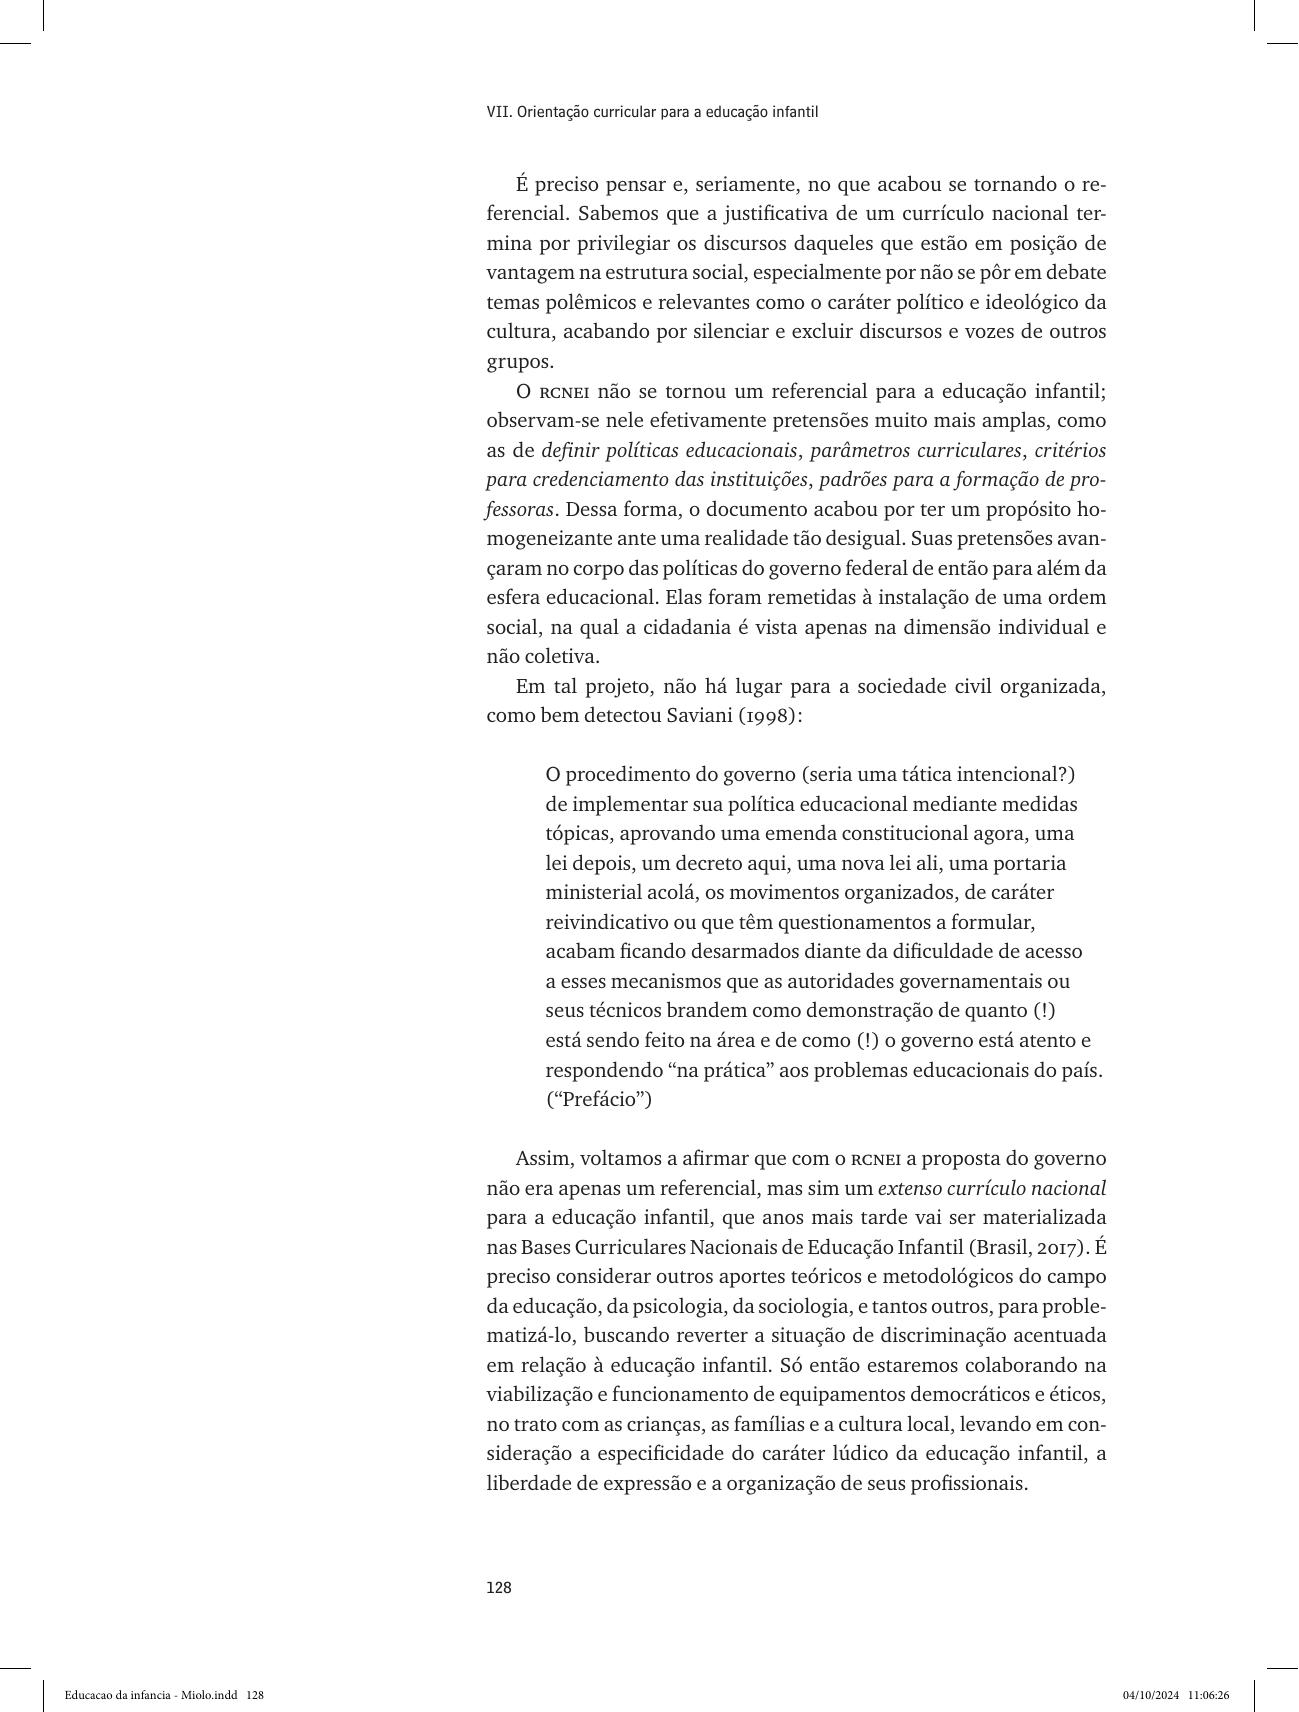 VII. Orientação curricular para a educação infantil
É preciso pensar e, seriamente, no que acabou se tornando o re-
ferencial. Sabemos que a justificativa de um currículo nacional ter-
mina por privilegiar os discursos daqueles que estão em posição de
vantagem na estrutura social, especialmente por não se pôr em debate
temas polêmicos e relevantes como o caráter político e ideológico da
cultura, acabando por silenciar e excluir discursos e vozes de outros
grupos.
O RCNEI não se tornou um referencial para a educação infantil;
observam-se nele efetivamente pretensões muito mais amplas, como
as de definir políticas educacionais, parâmetros curriculares, critérios
para credenciamento das instituições, padrões para a formação de pro-
fessoras. Dessa forma, o documento acabou por ter um propósito ho-
mogeneizante ante uma realidade tão desigual. Suas pretensões avan-
çaram no corpo das políticas do governo federal de então para além da
esfera educacional. Elas foram remetidas à instalação de uma ordem
social, na qual a cidadania é vista apenas na dimensão individual e
não coletiva.
Em tal projeto, não há lugar para a sociedade civil organizada,
como bem detectou Saviani (1998):
O procedimento do governo (seria uma tática intencional?)
de implementar sua política educacional mediante medidas
tópicas, aprovando uma emenda constitucional agora, uma
lei depois, um decreto aqui, uma nova lei ali, uma portaria
ministerial acolá, os movimentos organizados, de caráter
reivindicativo ou que têm questionamentos a formular,
acabam ficando desarmados diante da dificuldade de acesso
a esses mecanismos que as autoridades governamentais ou
seus técnicos brandem como demonstração de quanto (!)
está sendo feito na área e de como (!) o governo está atento e
respondendo “na prática” aos problemas educacionais do país.
(“Prefácio”)
Assim, voltamos a afirmar que com o RCNEI a proposta do governo
não era apenas um referencial, mas sim um extenso currículo nacional
para a educação infantil, que anos mais tarde vai ser materializada
nas Bases Curriculares Nacionais de Educação Infantil (Brasil, 2017). É
preciso considerar outros aportes teóricos e metodológicos do campo
da educação, da psicologia, da sociologia, e tantos outros, para proble-
matizá-lo, buscando reverter a situação de discriminação acentuada
em relação à educação infantil. Só então estaremos colaborando na
viabilização e funcionamento de equipamentos democráticos e éticos,
no trato com as crianças, as famílias e a cultura local, levando em con-
sideração a especificidade do caráter lúdico da educação infantil, a
liberdade de expressão e a organização de seus profissionais.
128
Educacao da infancia - Miolo.indd 128
04/10/2024 11:06:26